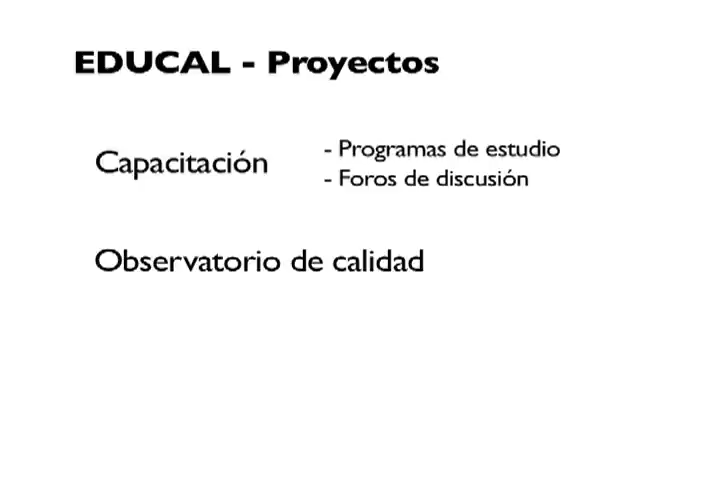 EDUCAL - Proyectos
Capacitación
- Programas de estudio
- Foros de discusión
Observatorio de calidad